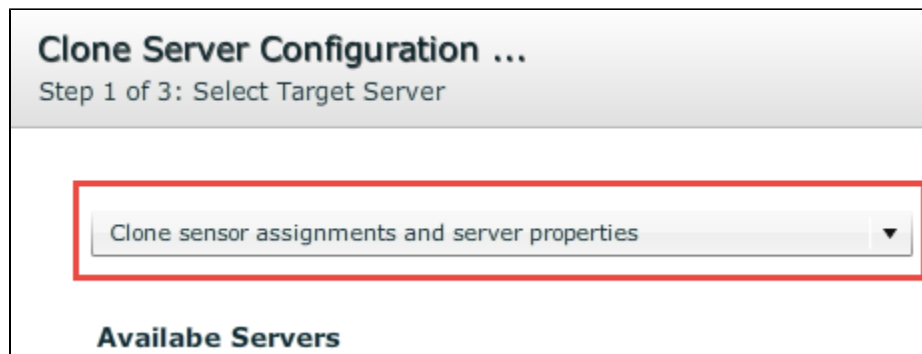 Clone Server Configuration ...
Step 1 of 3: Select Target Server
Clone sensor assignments and server properties
Availabe Servers